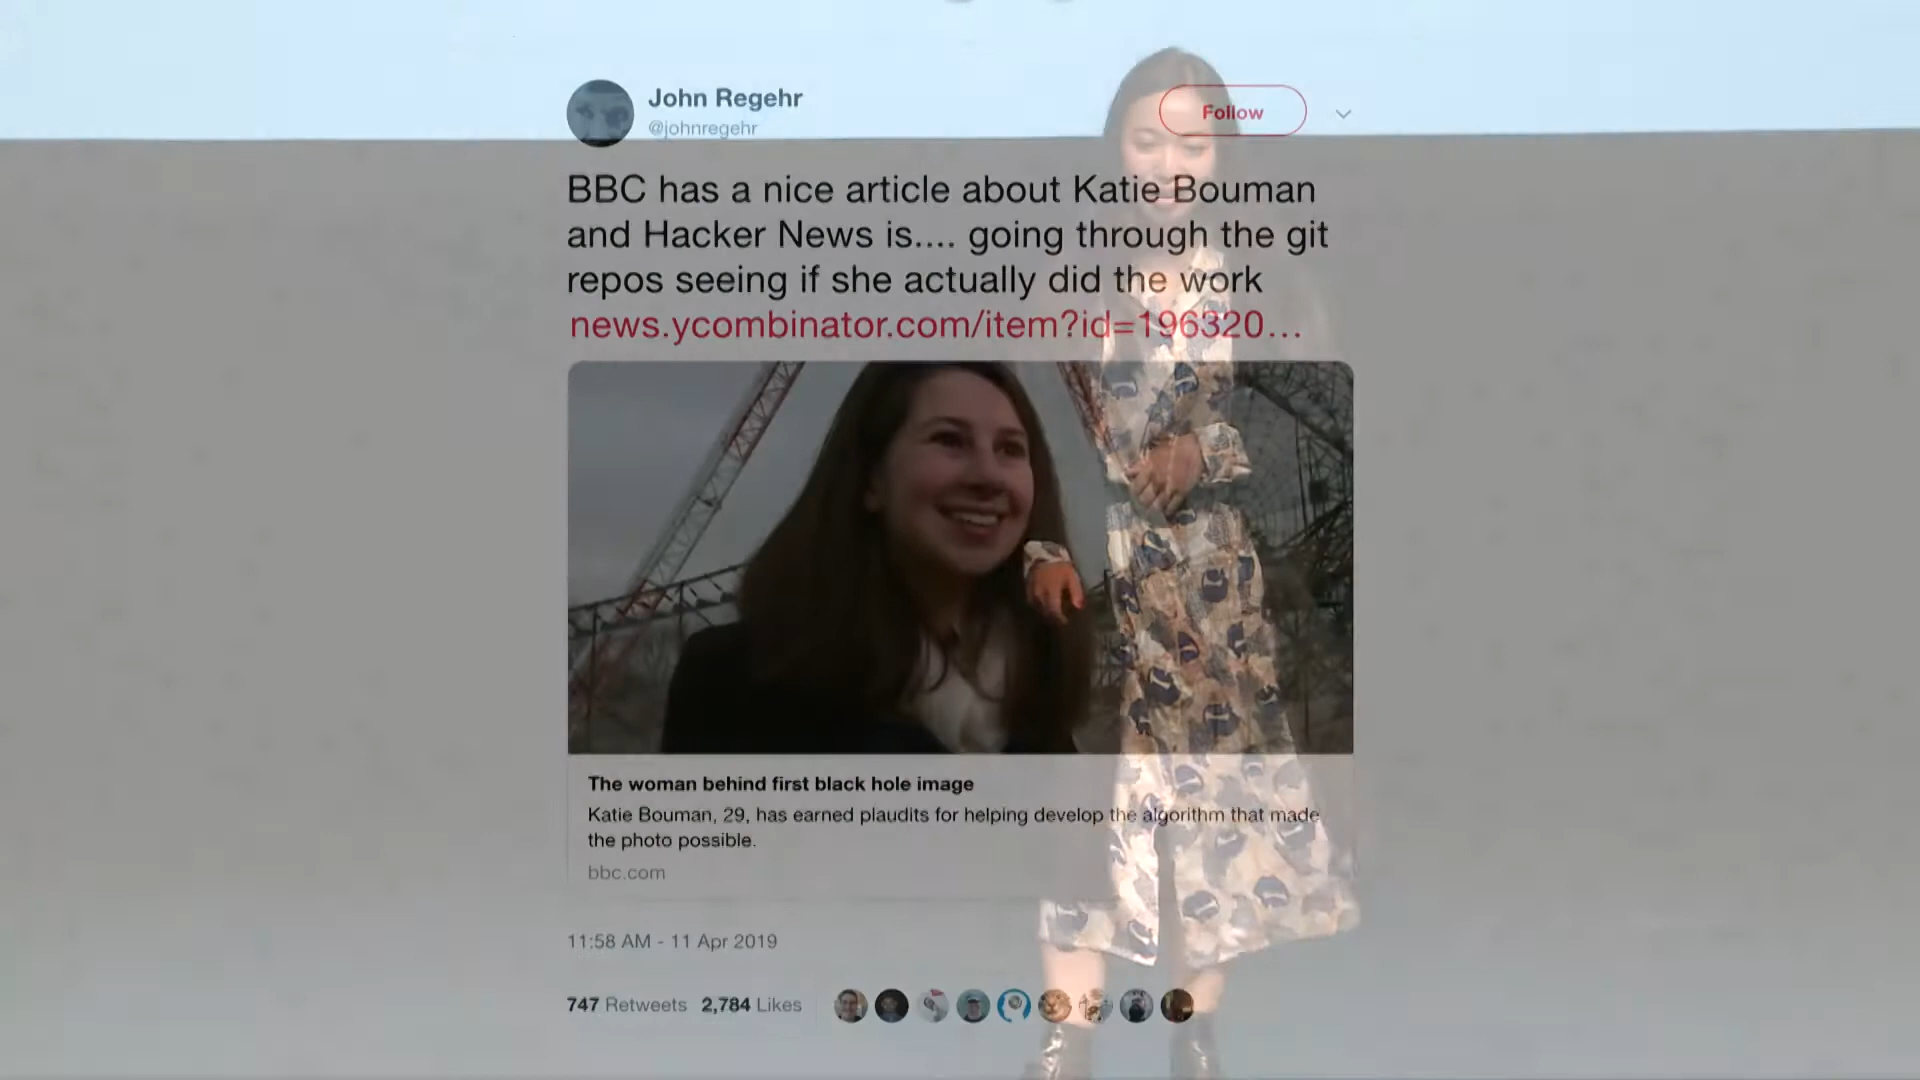 John Regehr
@johnregehr
Follow
BBC has a nice article about Katie Bouman
and Hacker News is.... going through the git
repos seeing if she actually did the work
news.ycombinator.com/item?id=196320...
The woman behind first black hole image
Katie Bouman, 29, has earned plaudits for helping develop the algorithm that made
the photo possible.
bbc.com
11:58 AM - 11 Apr 2019
747 Retweets 2,784 Likes